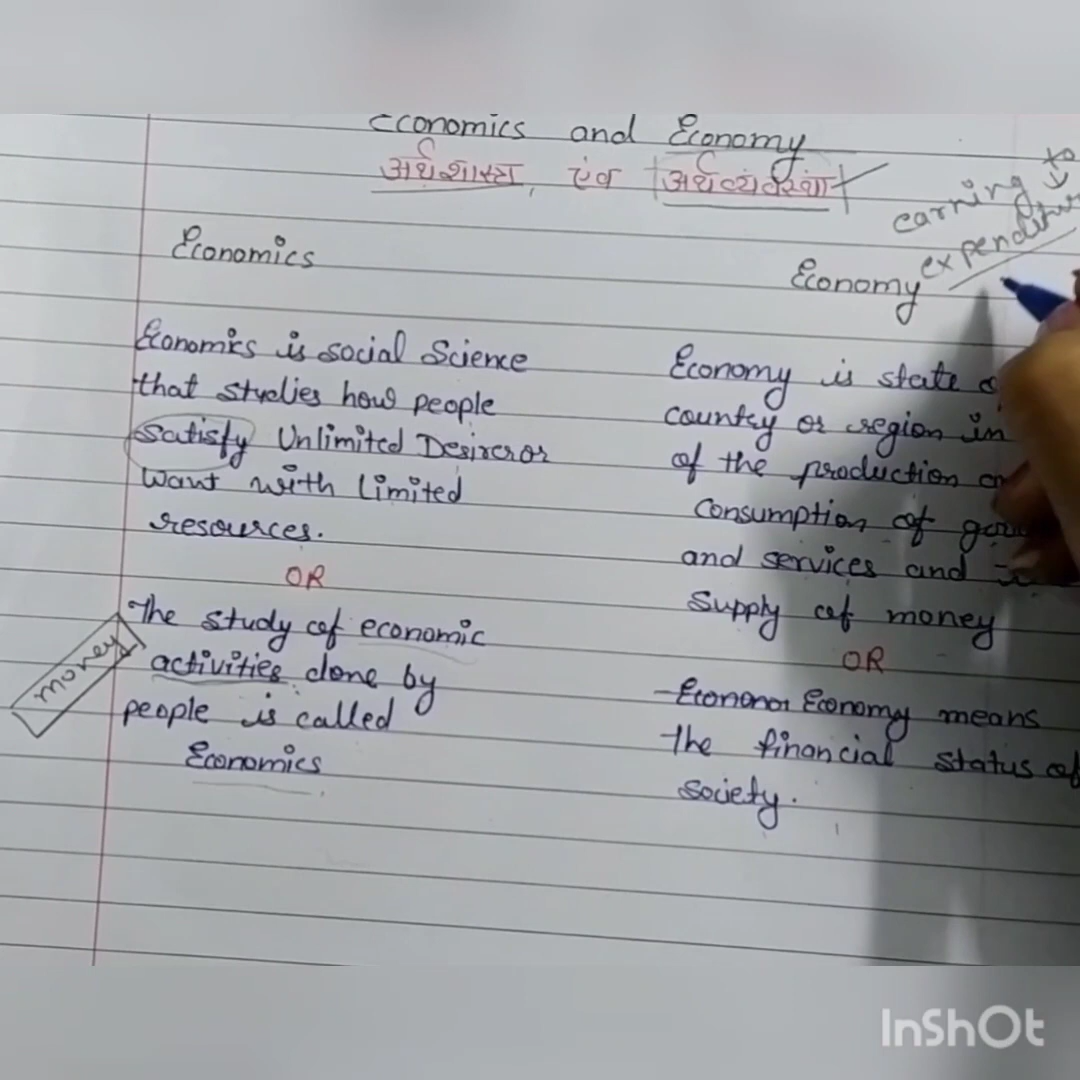 Economics and Economy
अर्थशास्त्र, एंव अर्थव्यवस्था
earning to
expenditure
Economics
Economy
Economics is social Science
that studies how people
satisfy Unlimited Desire or
want with limited
resources.
OR
The study of economic
activities done by
people is called
Economics
money
Economy is state
country or region in
of the production
consumption of
and services and
supply of money
OR
Economy means
the financial status of
society.
InShOt